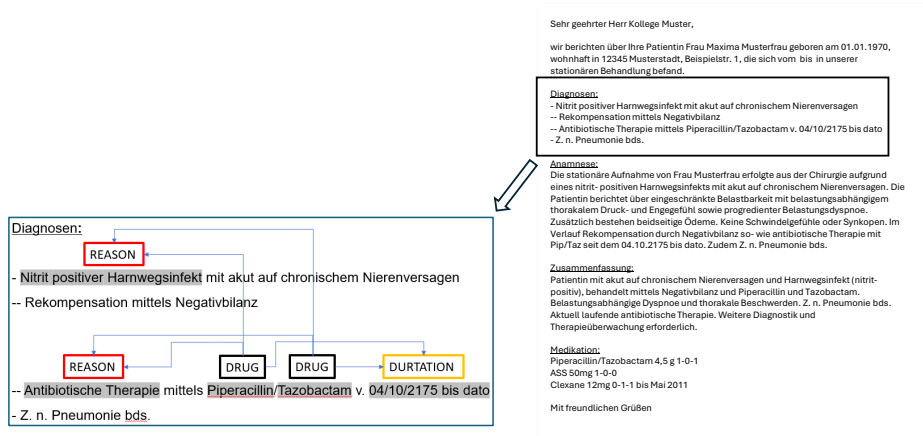 Sehr geehrter Herr Kollege Muster,
wir berichten über Ihre Patientin Frau Maxima Musterfrau geboren am 01.01.1970,
wohnhaft in 12345 Musterstadt, Beispielstr. 1, die sich vom bis in unserer
stationären Behandlung befand.
Diagnosen:
- Nitrit positiver Harnwegsinfekt mit akut auf chronischem Nierenversagen
-- Rekompensation mittels Negativbilanz
-- Antibiotische Therapie mittels Piperacillin/Tazobactam v. 04/10/2175 bis dato
- Z. n. Pneumonie bds.
Anamnese:
Die stationäre Aufnahme von Frau Musterfrau erfolgte aus der Chirurgie aufgrund
eines nitrit- positiven Harnwegsinfekts mit akut auf chronischem Nierenversagen. Die
Patientin berichtet über eingeschränkte Belastbarkeit mit belastungsabhängigem
thorakalem Druck- und Engegefühl sowie progredienter Belastungsdyspnoe.
Zusätzlich bestehen beidseitige Ödeme. Keine Schwindelgefühle oder Synkopen. Im
Verlauf Rekompensation durch Negativbilanz so- wie antibiotische Therapie mit
Pip/Taz seit dem 04.10.2175 bis dato. Zudem Z. n. Pneumonie bds.
Zusammenfassung:
Patientin mit akut auf chronischem Nierenversagen und Harnwegsinfekt (nitrit-
positiv), behandelt mittels Negativbilanz und Piperacillin und Tazobactam.
Belastungsabhängige Dyspnoe und thorakale Beschwerden. Z. n. Pneumonie bds.
Aktuell laufende antibiotische Therapie. Weitere Diagnostik und
Therapieüberwachung erforderlich.
Medikation:
Piperacillin/Tazobactam 4,5 g 1-0-1
ASS 50mg 1-0-0
Clexane 12mg 0-1-1 bis Mai 2011
Mit freundlichen Grüßen
Diagnosen:
REASON
- Nitrit positiver Harnwegsinfekt mit akut auf chronischem Nierenversagen
-- Rekompensation mittels Negativbilanz
REASON DRUG DRUG DURTATION
-- Antibiotische Therapie mittels Piperacillin/Tazobactam v. 04/10/2175 bis dato
- Z. n. Pneumonie bds.